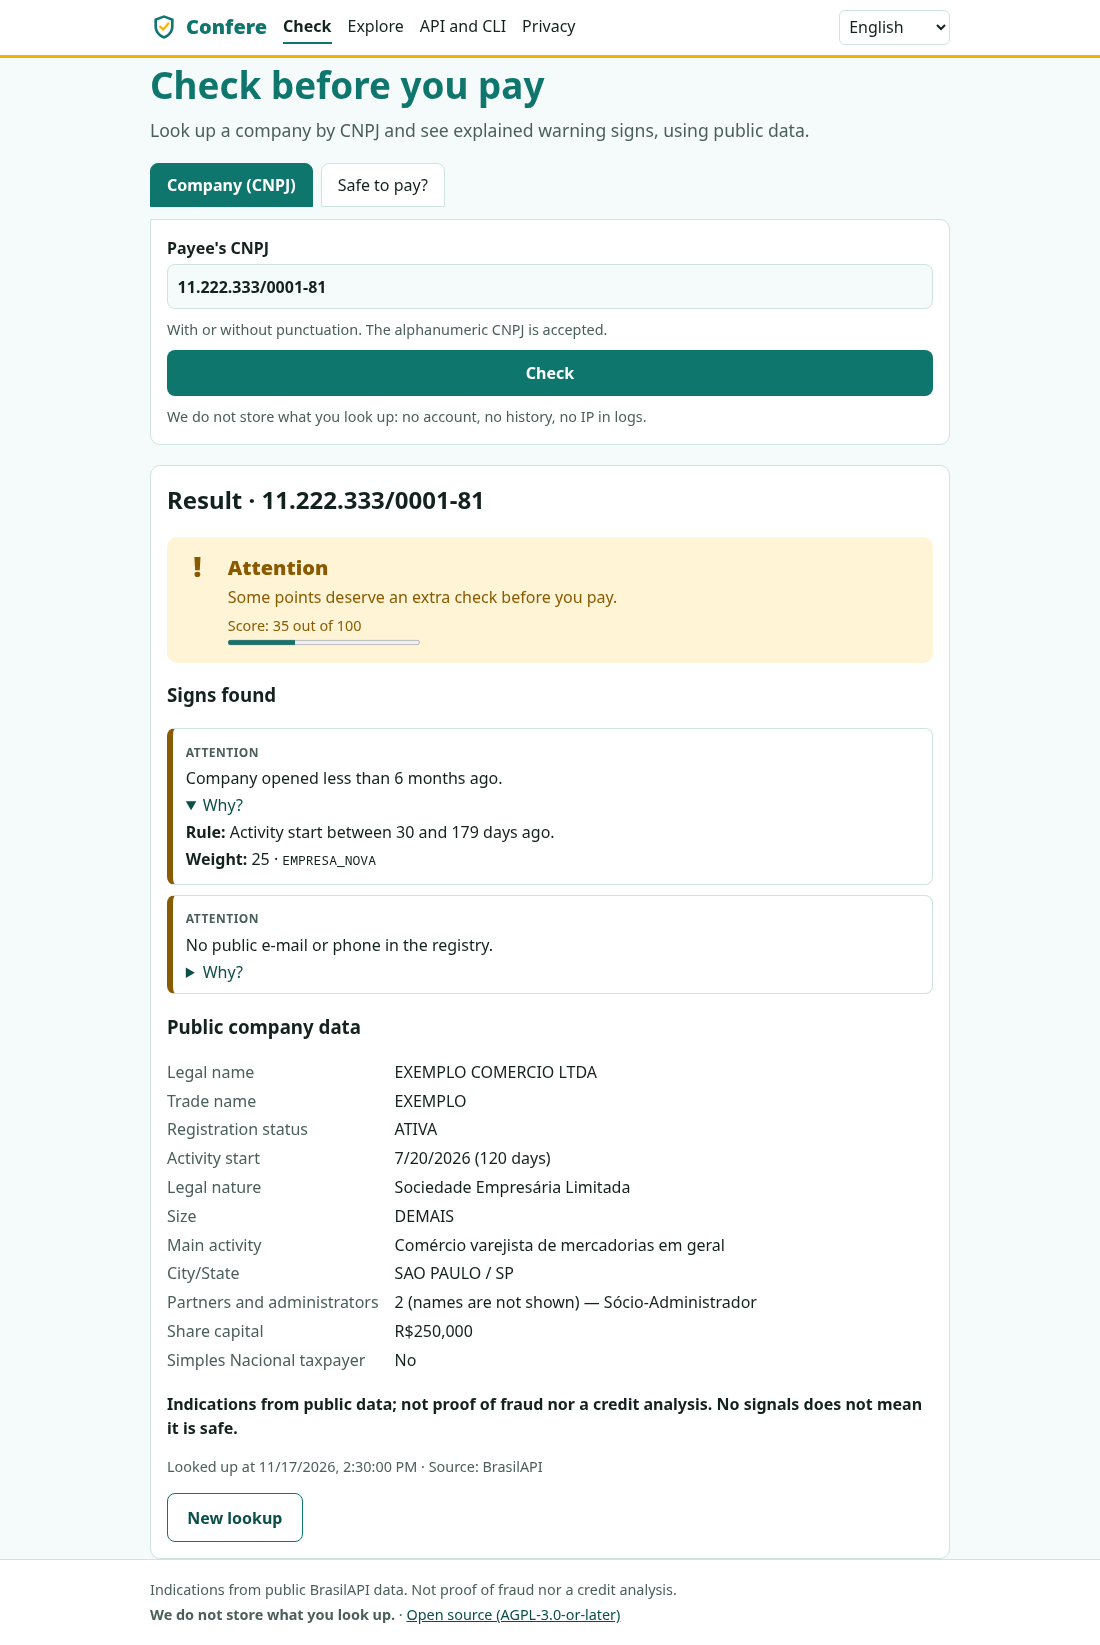 Confere
Check
Explore
API and CLI
Privacy
English
Check before you pay
Look up a company by CNPJ and see explained warning signs, using public data.
Company (CNPJ)
Safe to pay?
Payee's CNPJ
11.222.333/0001-81
With or without punctuation. The alphanumeric CNPJ is accepted.
Check
We do not store what you look up: no account, no history, no IP in logs.
Result · 11.222.333/0001-81
! Attention
Some points deserve an extra check before you pay.
Score: 35 out of 100
Signs found
ATTENTION
Company opened less than 6 months ago.
▼ Why?
Rule: Activity start between 30 and 179 days ago.
Weight: 25 · EMPRESA_NOVA
ATTENTION
No public e-mail or phone in the registry.
▶ Why?
Public company data
Legal name EXEMPLO COMERCIO LTDA
Trade name EXEMPLO
Registration status ATIVA
Activity start 7/20/2026 (120 days)
Legal nature Sociedade Empresária Limitada
Size DEMAIS
Main activity Comércio varejista de mercadorias em geral
City/State SAO PAULO / SP
Partners and administrators 2 (names are not shown) — Sócio-Administrador
Share capital R$250,000
Simples Nacional taxpayer No
Indications from public data; not proof of fraud nor a credit analysis. No signals does not mean
it is safe.
Looked up at 11/17/2026, 2:30:00 PM · Source: BrasilAPI
New lookup
Indications from public BrasilAPI data. Not proof of fraud nor a credit analysis.
We do not store what you look up. · Open source (AGPL-3.0-or-later)